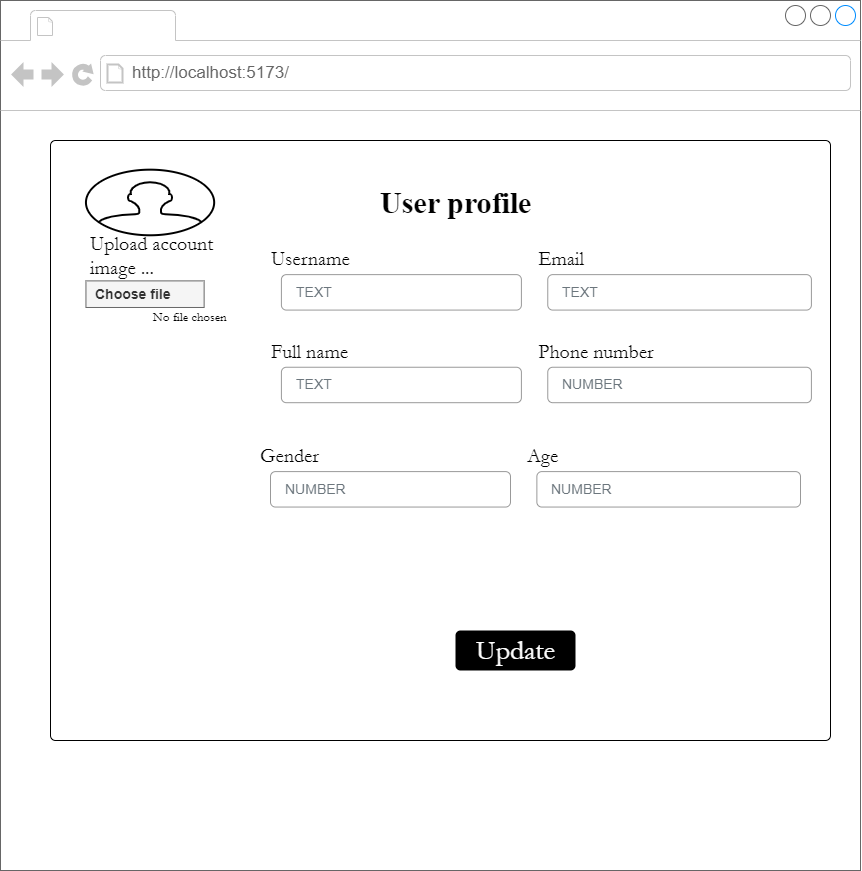 http://localhost:5173/
User profile
Upload account
image ...
Choose file
No file chosen
Username
Email
TEXT
TEXT
Full name
Phone number
TEXT
NUMBER
Gender
Age
NUMBER
NUMBER
Update